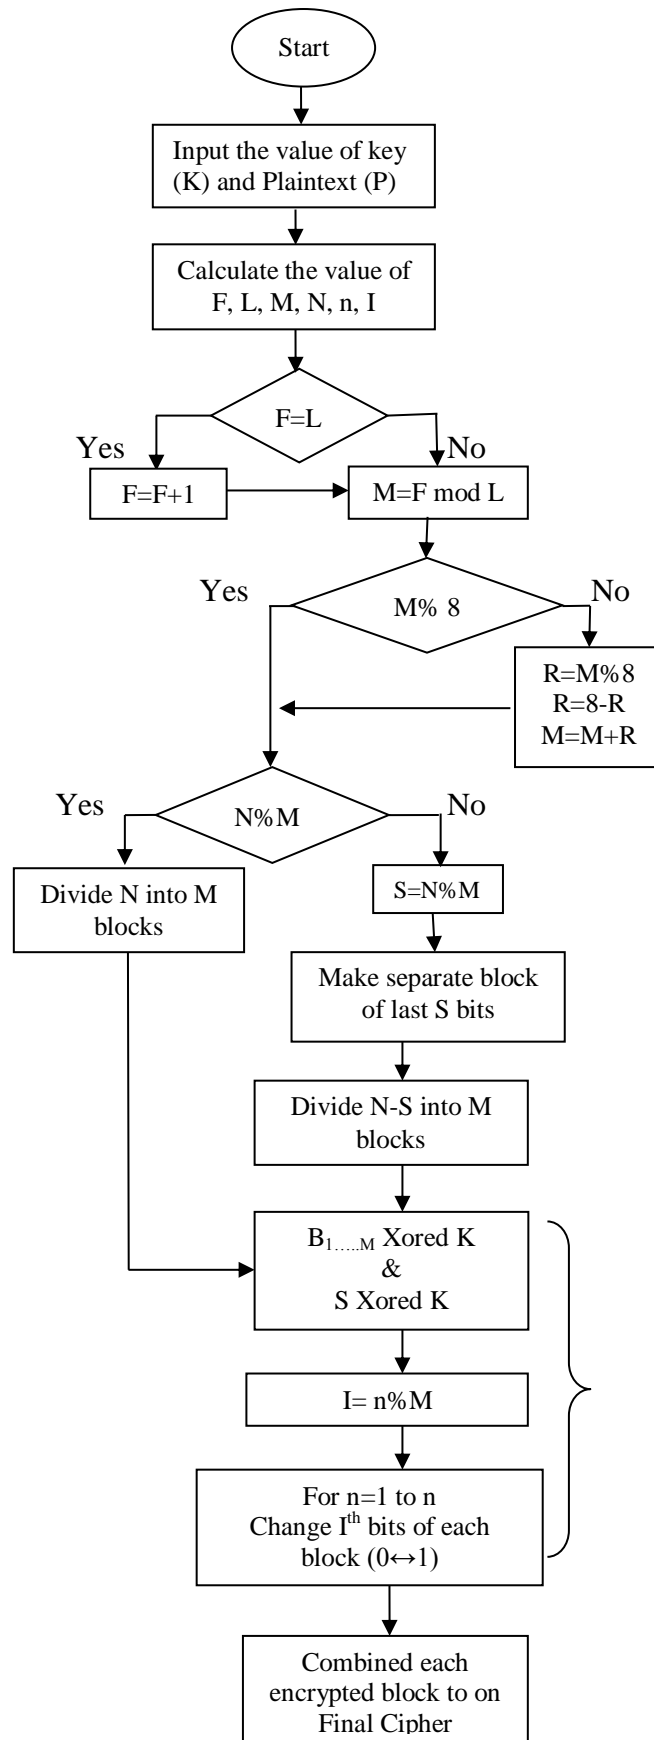 Start
Input the value of key
(K) and Plaintext (P)
Calculate the value of
F, L, M, N, n, I
F=L
Yes
No
F=F+1
M=F mod L
Yes
M% 8
No
R=M%8
R=8-R
M=M+R
Yes
N%M
No
Divide N into M
blocks
S=N%M
Make separate block
of last S bits
Divide N-S into M
blocks
B1…..M Xored K
&
S Xored K
I= n%M
For n=1 to n
Change Ith bits of each
block (0↔1)
Combined each
encrypted block to on
Final Cipher